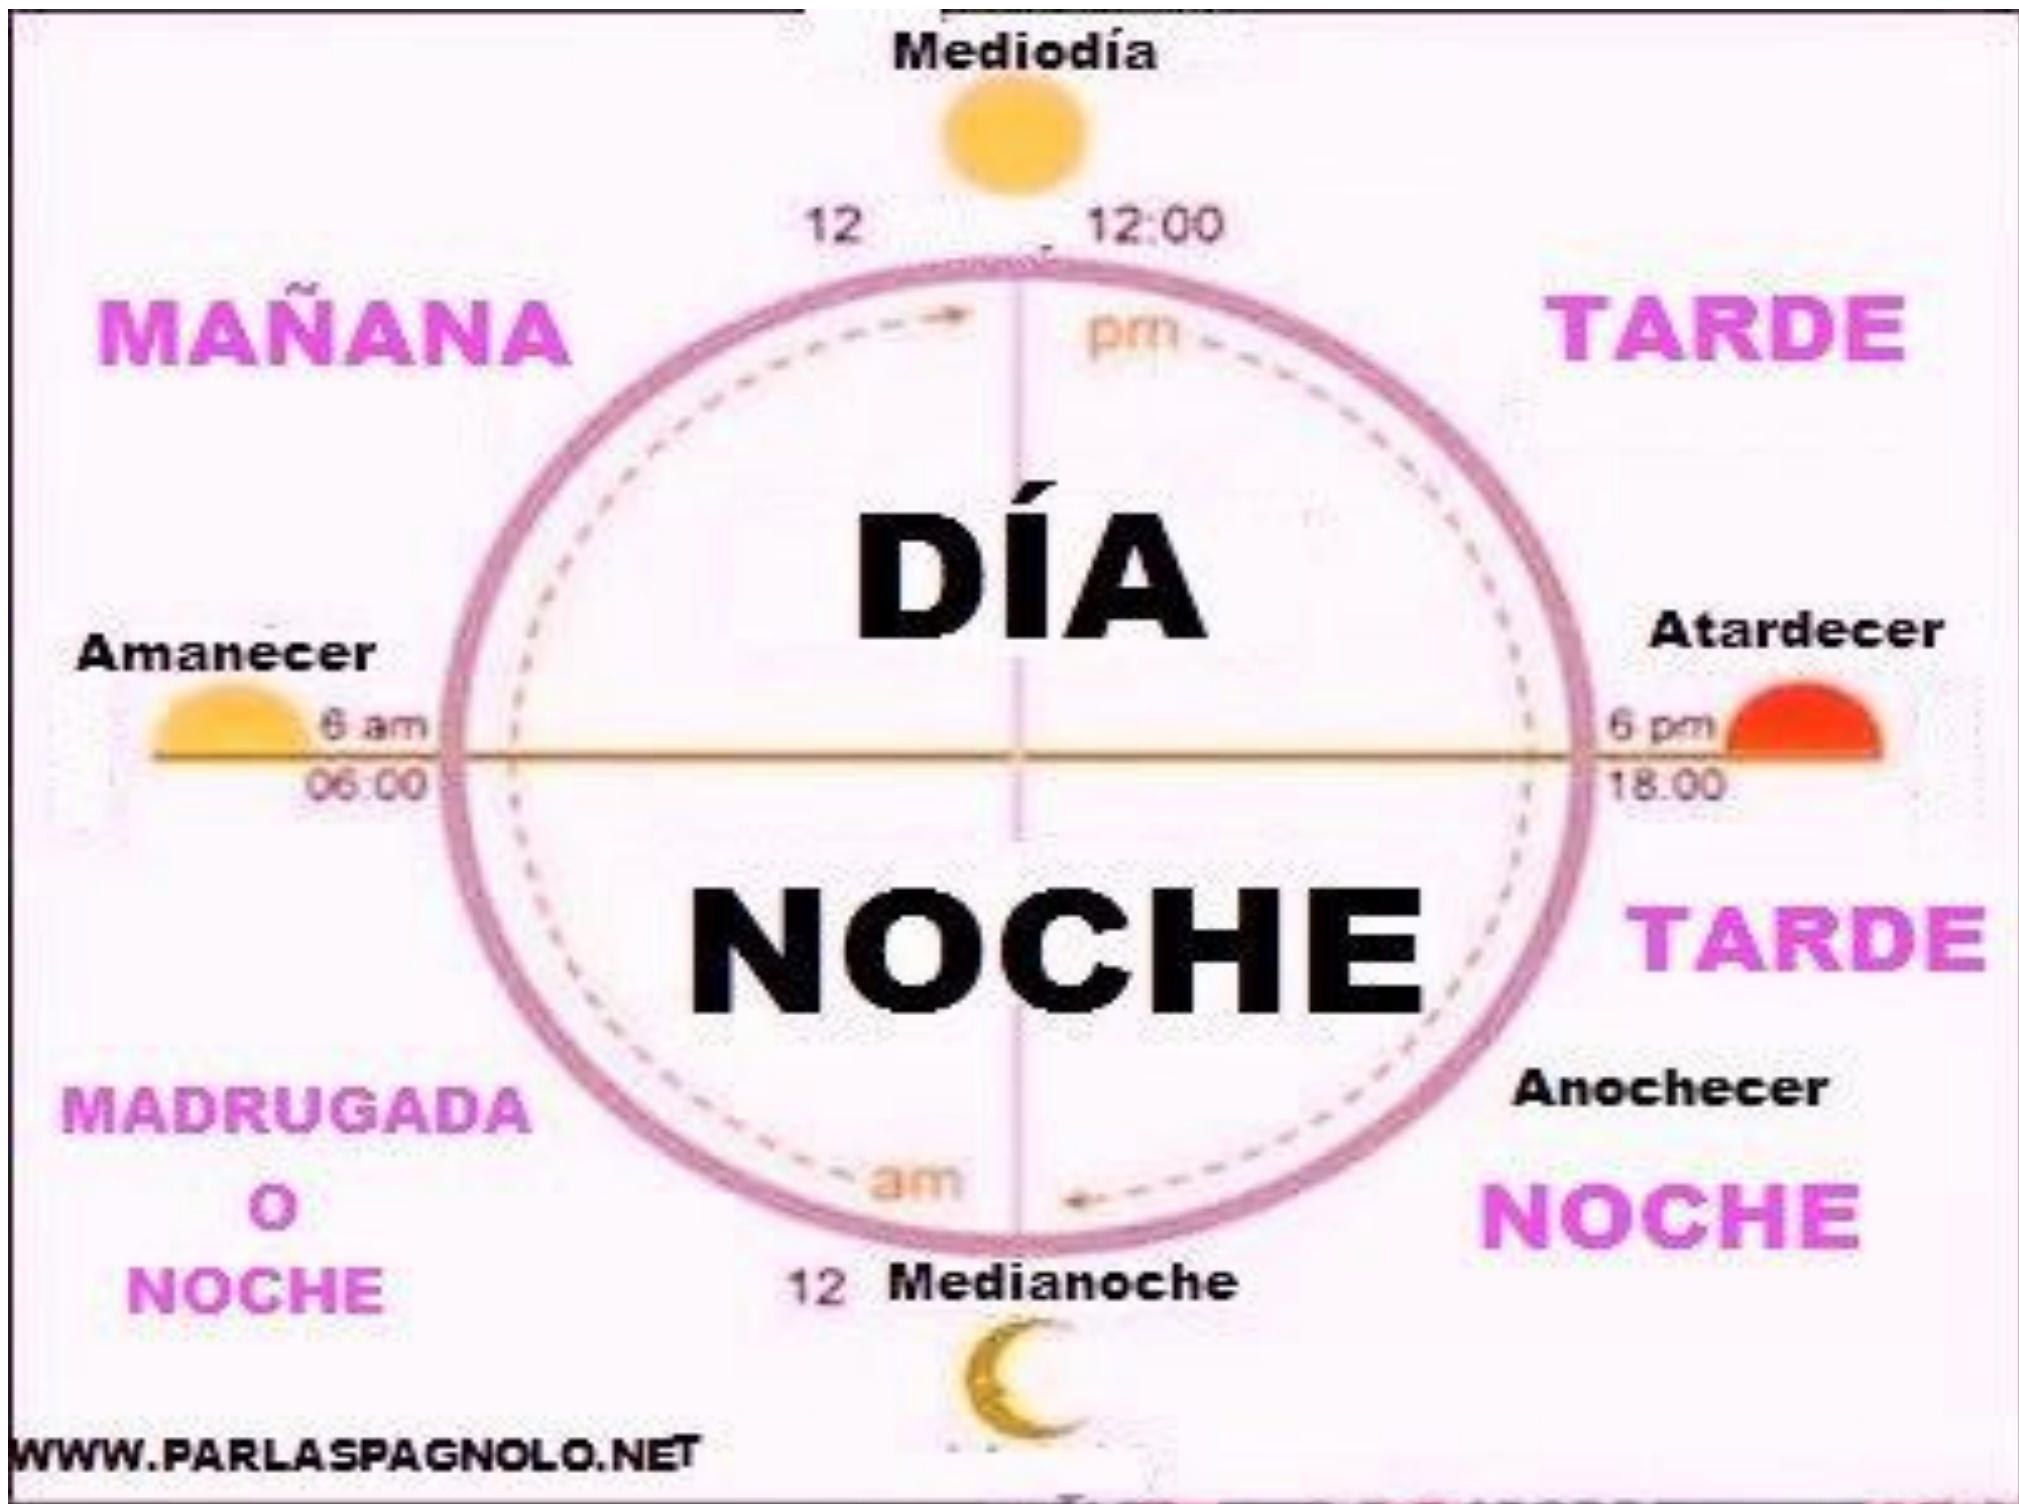 Mediodía
12 12:00
MAÑANA
TARDE
pm
DÍA
Amanecer
Atardecer
6 am
6 pm
06:00
18:00
NOCHE
TARDE
Anochecer
MADRUGADA
O
NOCHE
am
NOCHE
12 Medianoche
WWW.PARLASPAGNOLO.NET